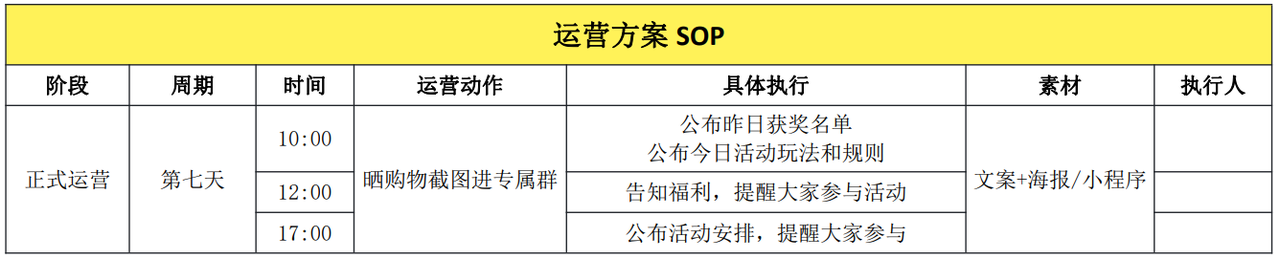 运营方案 SOP
阶段 周期 时间 运营动作 具体执行 素材 执行人
正式运营 第七天 晒购物截图进专属群 文案+海报/小程序
10:00 公布昨日获奖名单
公布今日活动玩法和规则
12:00 告知福利，提醒大家参与活动
17:00 公布活动安排，提醒大家参与